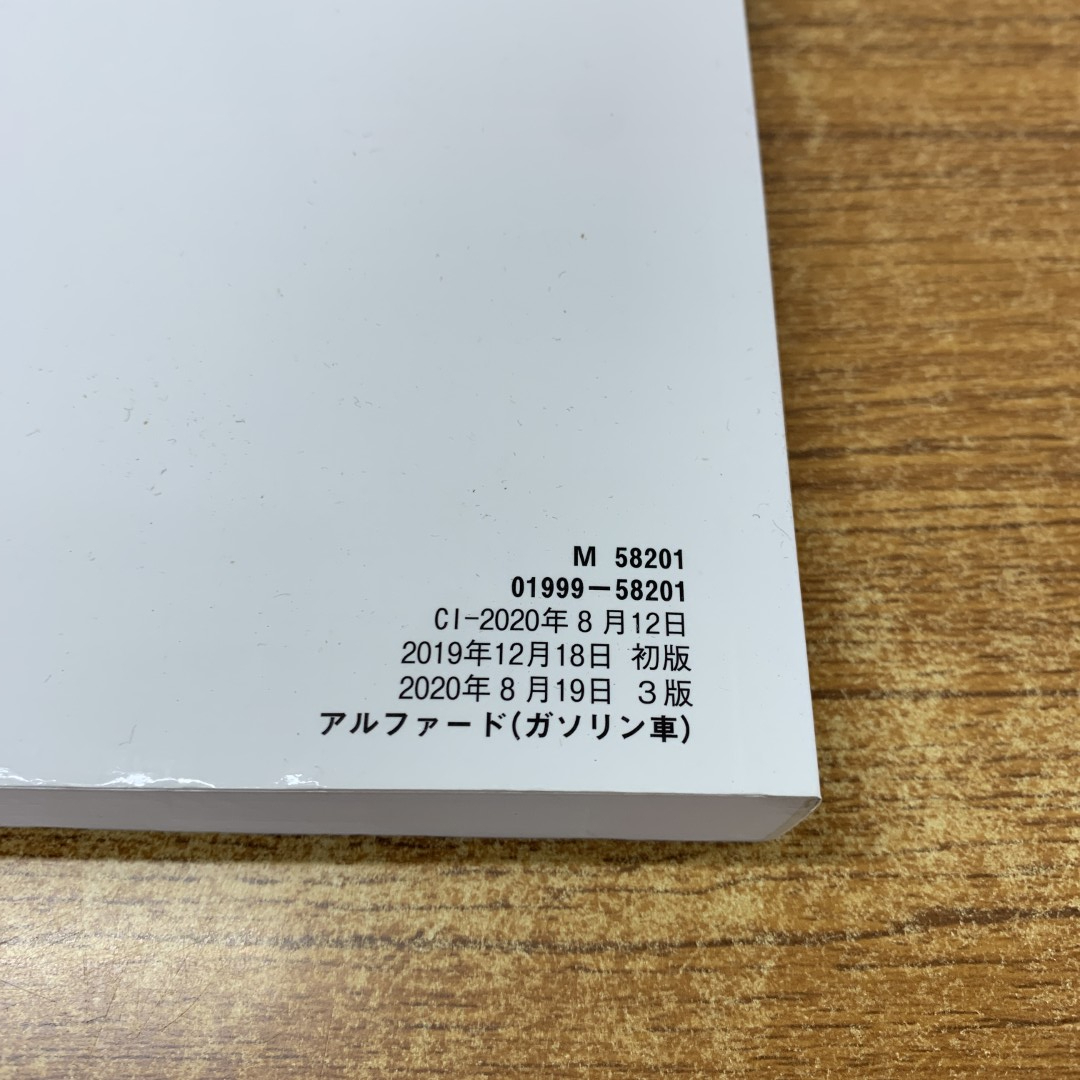 M 58201
01999-58201
CI-2020年8月12日
2019年12月18日 初版
2020年8月19日 3版
アルファード(ガソリン車)